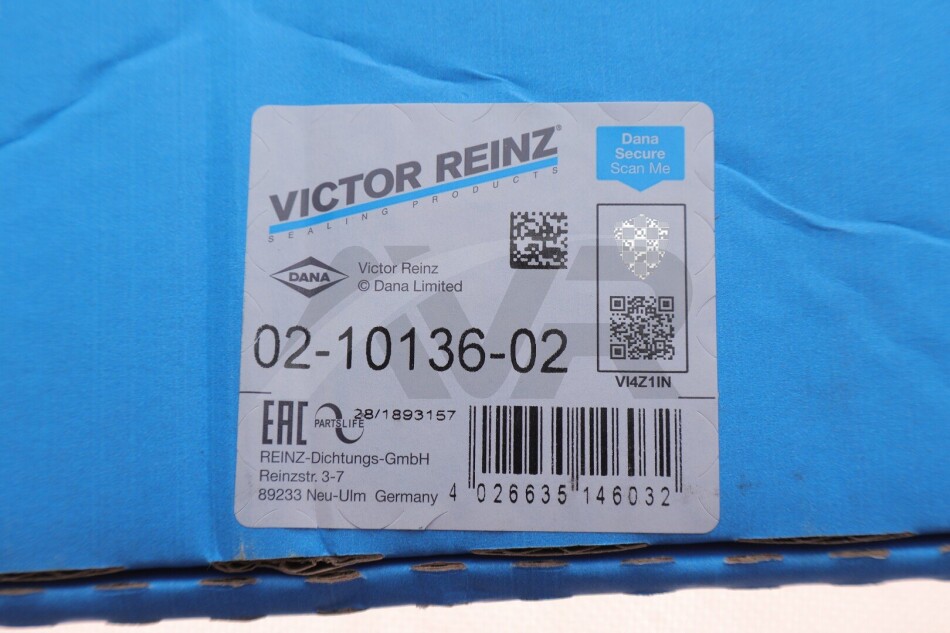 VICTOR REINZ®
SEALING PRODUCTS
Dana
Secure
Scan Me
DANA
Victor Reinz
© Dana Limited
02-10136-02
VI4Z1IN
EAC
PARTSLIFE
28/1893157
REINZ-Dichtungs-GmbH
Reinzstr. 3-7
89233 Neu-Ulm Germany
4 026635 146032
VR